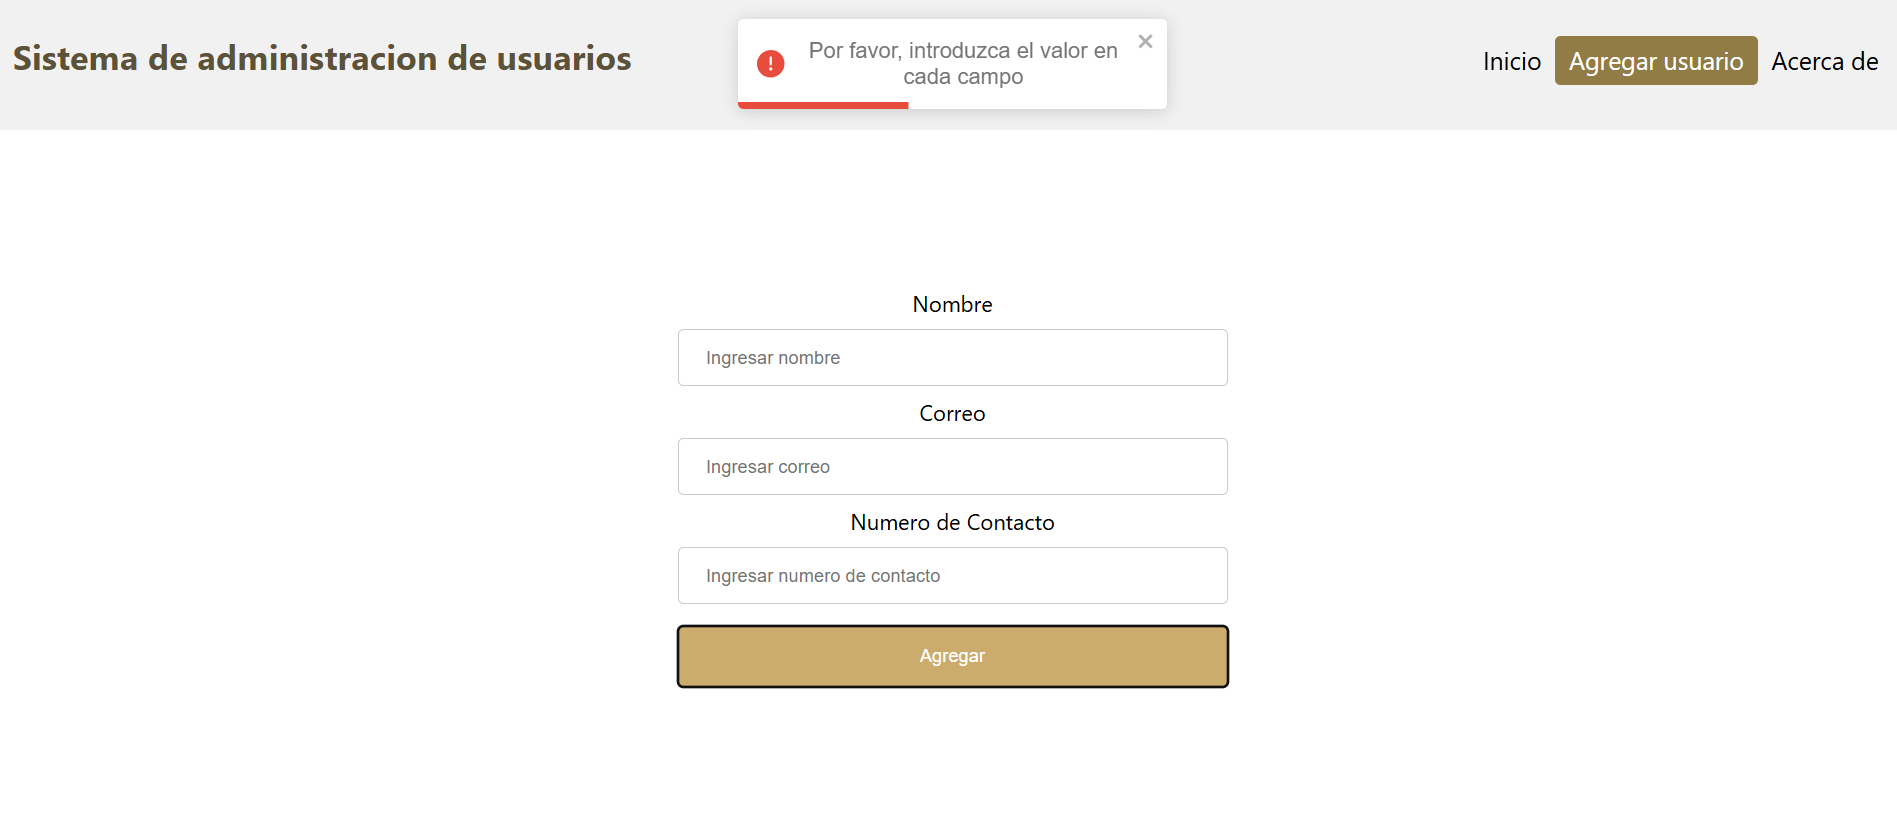 Sistema de administracion de usuarios
Por favor, introduzca el valor en
cada campo
Inicio
Agregar usuario
Acerca de
Nombre
Ingresar nombre
Correo
Ingresar correo
Numero de Contacto
Ingresar numero de contacto
Agregar